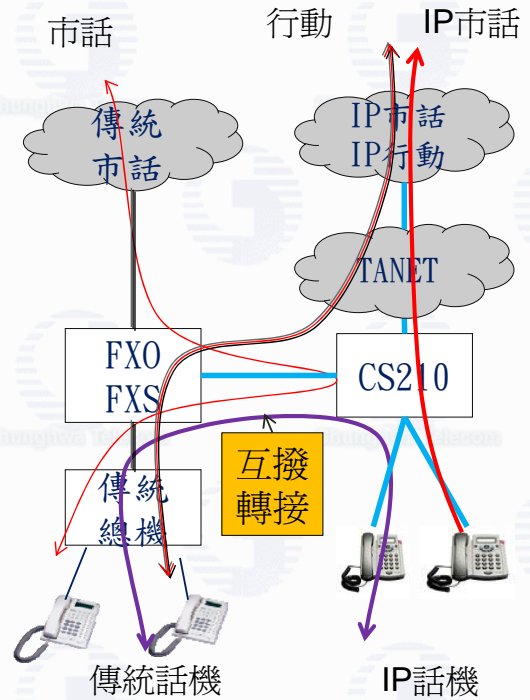 市話
行動
IP市話
傳統
市話
IP市話
IP行動
TANET
FXO
FXS
CS210
互撥
轉接
傳統
總機
傳統話機
IP話機